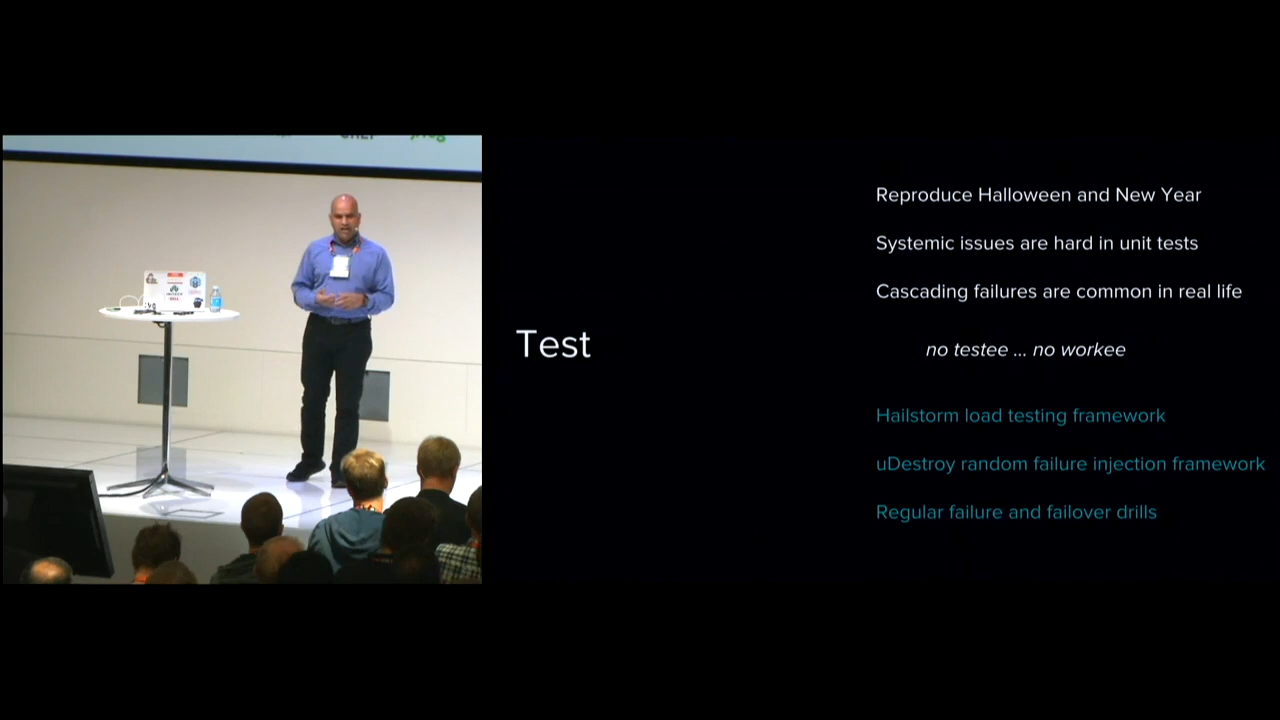 Test
Reproduce Halloween and New Year
Systemic issues are hard in unit tests
Cascading failures are common in real life
no testee ... no workee
Hailstorm load testing framework
uDestroy random failure injection framework
Regular failure and failover drills